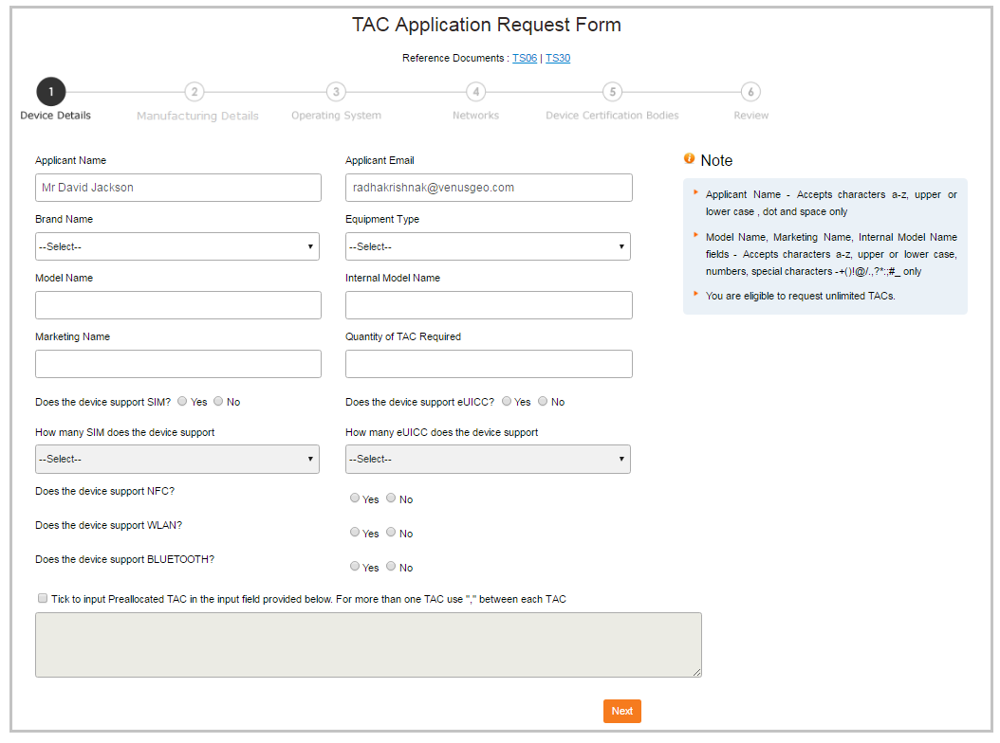 TAC Application Request Form
Reference Documents : TS06 | TS30
1 2 3 4 5 6
Device Details Manufacturing Details Operating System Networks Device Certification Bodies Review
Applicant Name Applicant Email
Mr David Jackson radhakrishnak@venusgeo.com
Brand Name Equipment Type
--Select-- --Select--
Model Name Internal Model Name
Marketing Name Quantity of TAC Required
Does the device support SIM? Yes No Does the device support eUICC? Yes No
How many SIM does the device support How many eUICC does the device support
--Select-- --Select--
Does the device support NFC? Yes No
Does the device support WLAN? Yes No
Does the device support BLUETOOTH? Yes No
Tick to input Preallocated TAC in the input field provided below. For more than one TAC use "," between each TAC
Next
Note
Applicant Name - Accepts characters a-z, upper or
lower case , dot and space only
Model Name, Marketing Name, Internal Model Name
fields - Accepts characters a-z, upper or lower case,
numbers, special characters -+()!@/.,?*:;#_ only
You are eligible to request unlimited TACs.